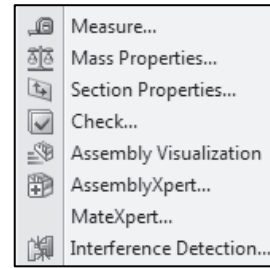 Measure...
Mass Properties...
Section Properties...
Check...
Assembly Visualization
AssemblyXpert...
MateXpert...
Interference Detection...